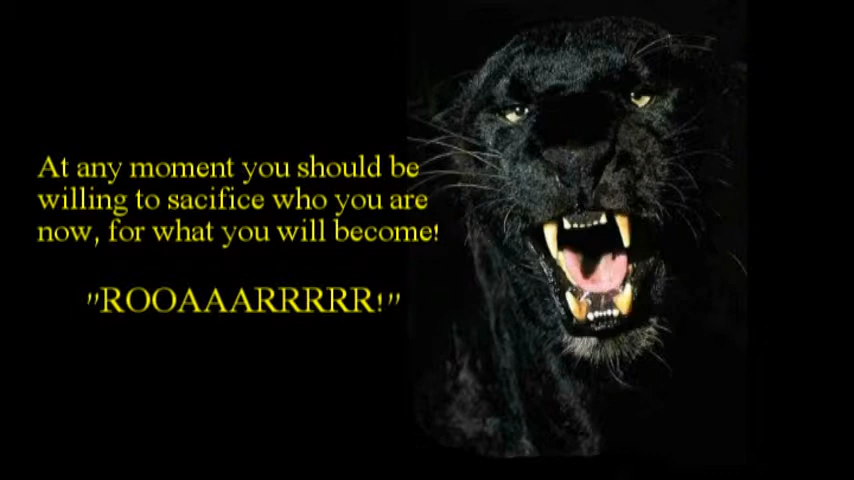 At any moment you should be
willing to sacifice who you are
now, for what you will become!
"ROOAAARRRRR!"